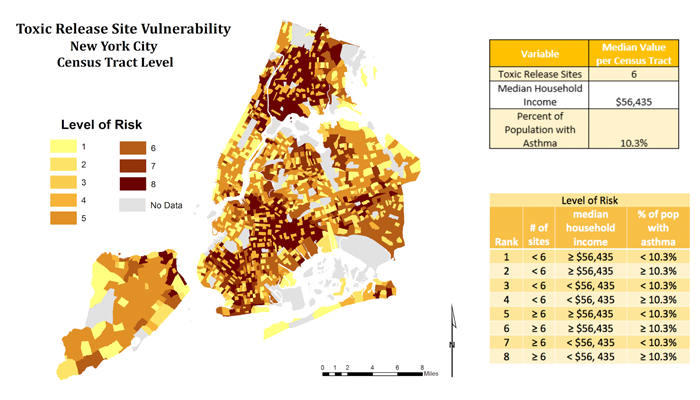 Toxic Release Site Vulnerability
New York City
Census Tract Level
Level of Risk
1
2
3
4
5
6
7
8
No Data
N
0 1 2 4 6 8
Miles
Variable
Median Value
per Census Tract
Toxic Release Sites
6
Median Household
Income
$56,435
Percent of
Population with
Asthma
10.3%
Level of Risk
Rank
# of
sites
median
household
income
% of pop
with
asthma
1 < 6 ≥ $56,435 < 10.3%
2 < 6 ≥ $56,435 ≥ 10.3%
3 < 6 < $56, 435 < 10.3%
4 < 6 < $56, 435 ≥ 10.3%
5 ≥ 6 ≥ $56,435 < 10.3%
6 ≥ 6 ≥ $56,435 ≥ 10.3%
7 ≥ 6 < $56, 435 < 10.3%
8 ≥ 6 < $56, 435 ≥ 10.3%